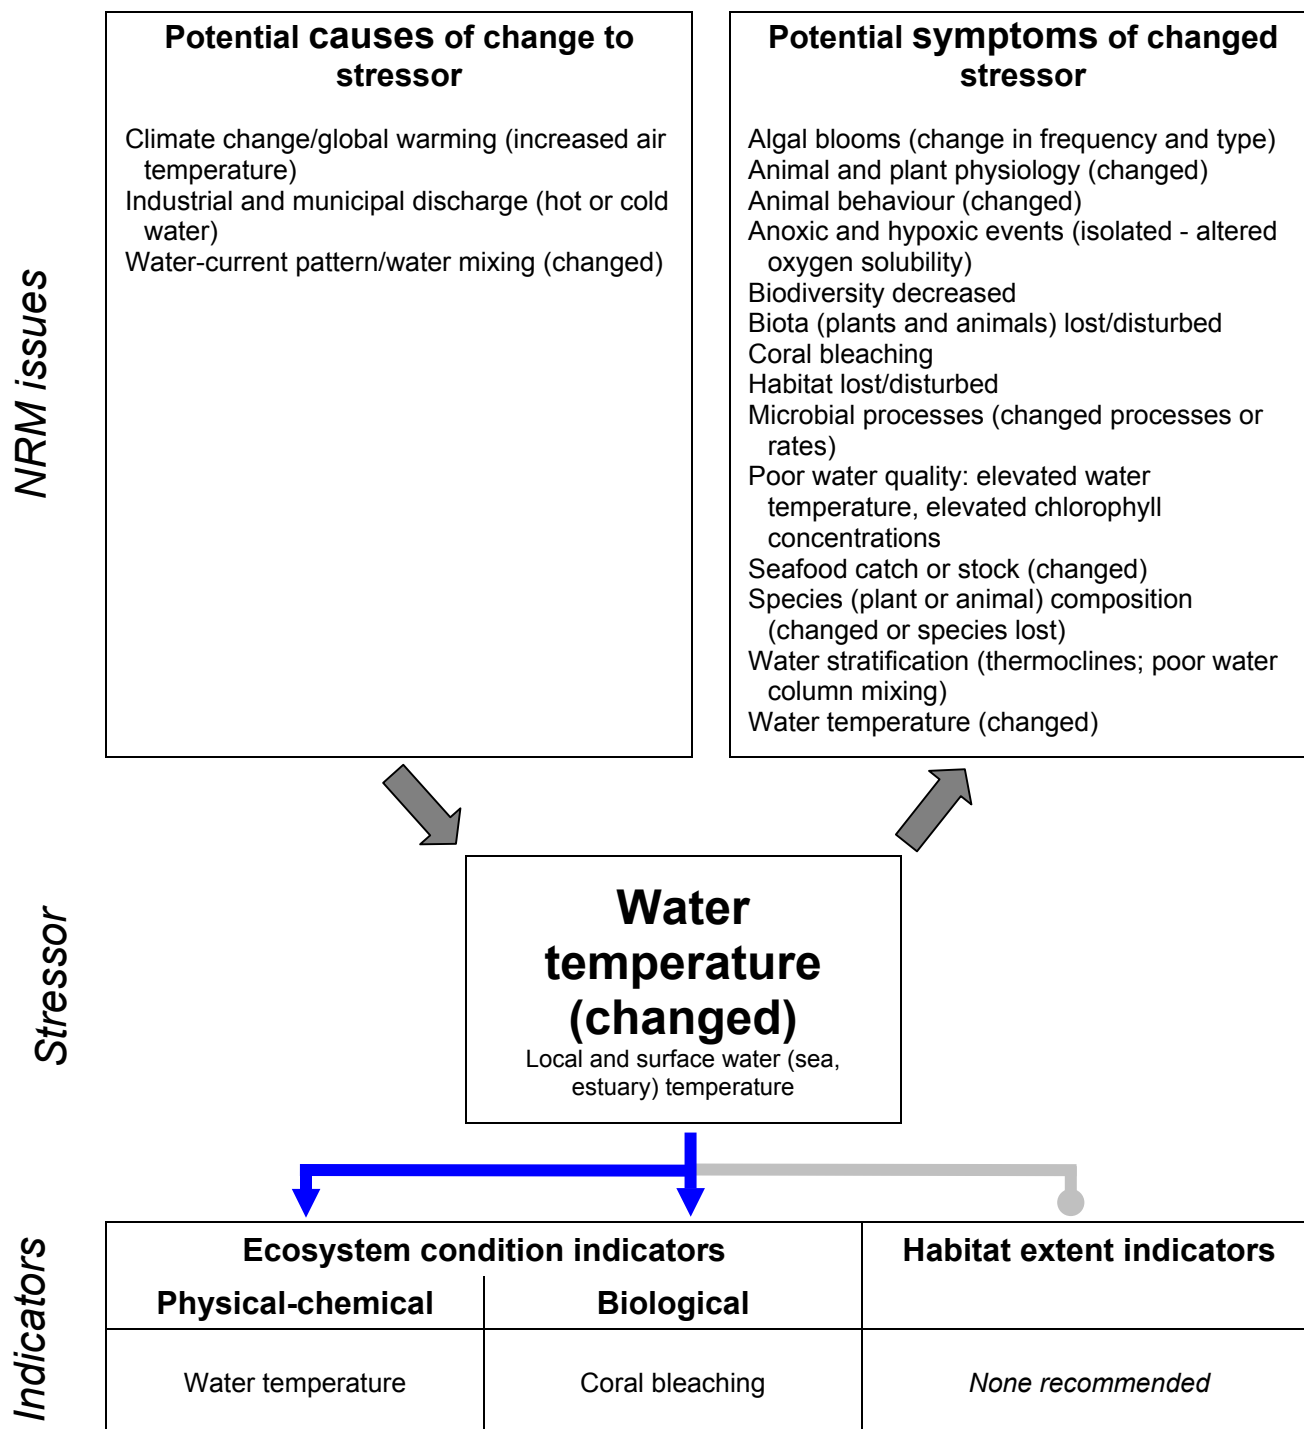 NRM issues
Potential causes of change to
stressor
Climate change/global warming (increased air
temperature)
Industrial and municipal discharge (hot or cold
water)
Water-current pattern/water mixing (changed)
Potential symptoms of changed
stressor
Algal blooms (change in frequency and type)
Animal and plant physiology (changed)
Animal behaviour (changed)
Anoxic and hypoxic events (isolated - altered
oxygen solubility)
Biodiversity decreased
Biota (plants and animals) lost/disturbed
Coral bleaching
Habitat lost/disturbed
Microbial processes (changed processes or
rates)
Poor water quality: elevated water
temperature, elevated chlorophyll
concentrations
Seafood catch or stock (changed)
Species (plant or animal) composition
(changed or species lost)
Water stratification (thermoclines; poor water
column mixing)
Water temperature (changed)
Stressor
Water
temperature
(changed)
Local and surface water (sea,
estuary) temperature
Indicators
Ecosystem condition indicators
Habitat extent indicators
Physical-chemical
Biological
Water temperature
Coral bleaching
None recommended